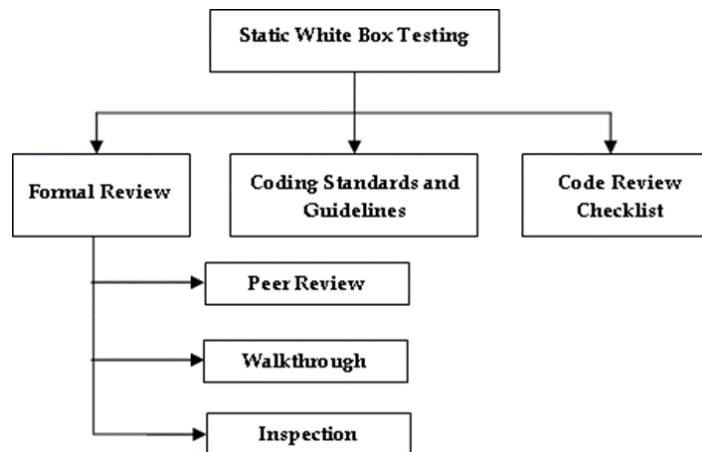 Static White Box Testing
Formal Review
Coding Standards and
Guidelines
Code Review
Checklist
Peer Review
Walkthrough
Inspection